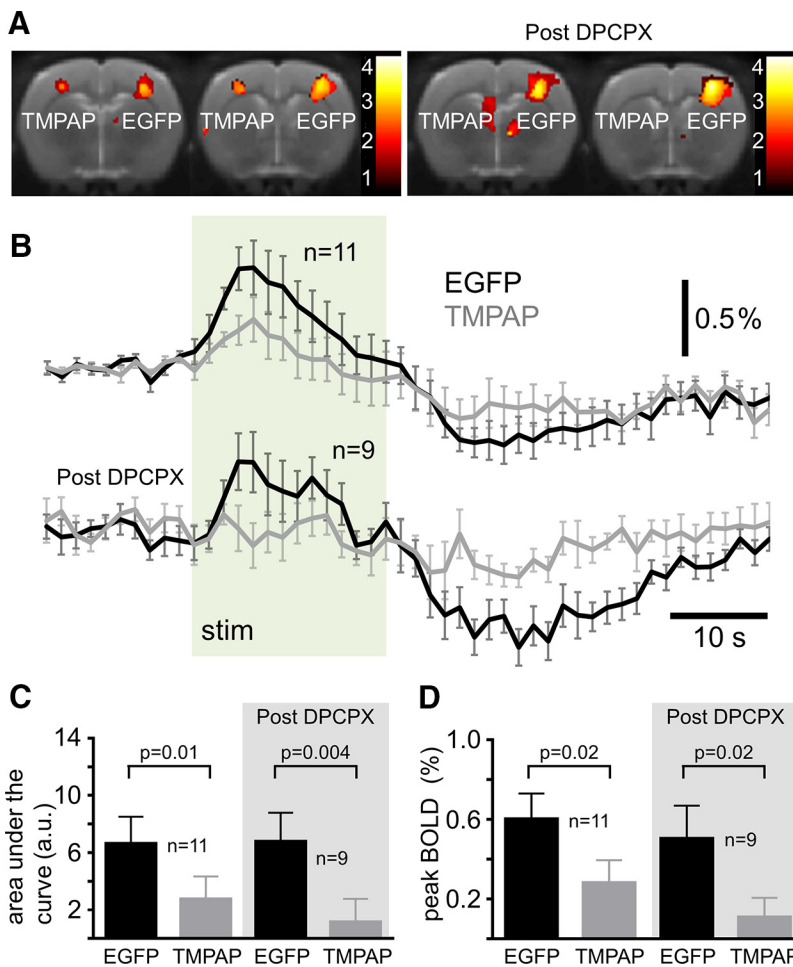 A
Post DPCPX
TMPAP EGFP TMPAP EGFP TMPAP EGFP TMPAP EGFP
4
3
2
1
4
3
2
1
B
n=11
EGFP
TMPAP
0.5%
n=9
Post DPCPX
stim
10 s
C
Post DPCPX
area under the
curve (a.u.)
14
10
6
2
p=0.01
p=0.004
n=11
n=9
EGFP TMPAP EGFP TMPAP
D
Post DPCPX
peak BOLD (%)
1.0
0.6
0.2
p=0.02
p=0.02
n=11
n=9
EGFP TMPAP EGFP TMPAP